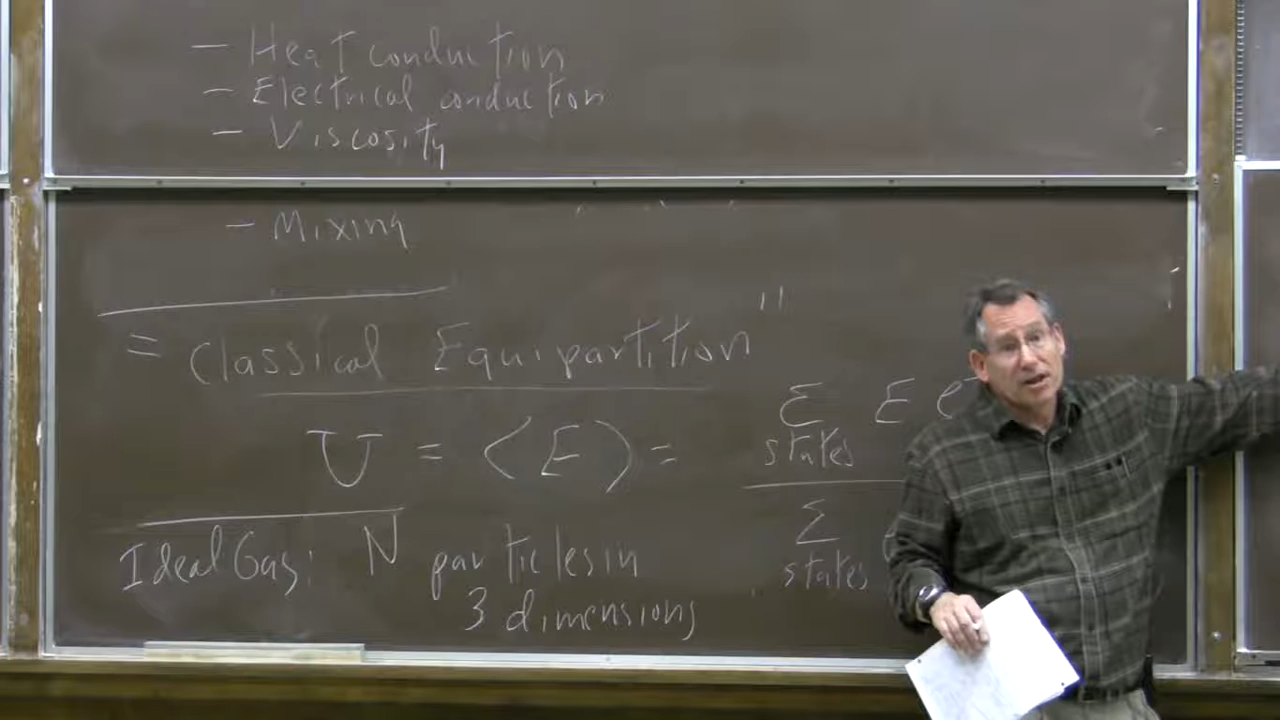 - Heat conduction
- Electrical conduction
- Viscosity
- Mixing
= Classical Equipartition"
U = ⟨E⟩ = Σ states E e
Σ states
Ideal Gas: N particles in
3 dimensions